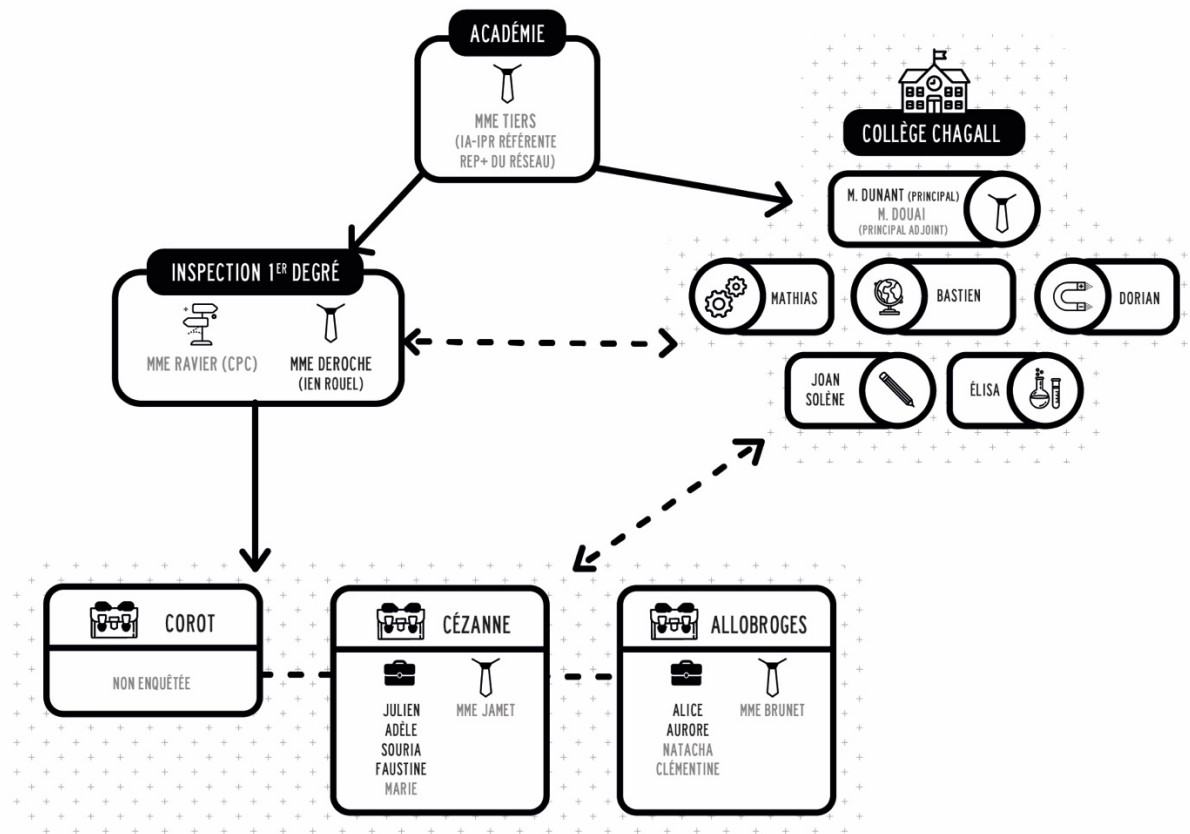 ACADÉMIE
MME TIERS
(IA-IPR RÉFÉRENTE
REP+ DU RÉSEAU)
COLLÈGE CHAGALL
M. DUNANT (PRINCIPAL)
M. DOUAI
(PRINCIPAL ADJOINT)
MATHIAS
BASTIEN
DORIAN
JOAN
SOLÈNE
ÉLISA
INSPECTION 1ER DEGRÉ
MME RAVIER (CPC)
MME DEROCHE
(IEN ROUEL)
COROT
NON ENQUÊTÉE
CÉZANNE
JULIEN
ADÈLE
SOURIA
FAUSTINE
MARIE
MME JAMET
ALLOBROGES
ALICE
AURORE
NATACHA
CLÉMENTINE
MME BRUNET